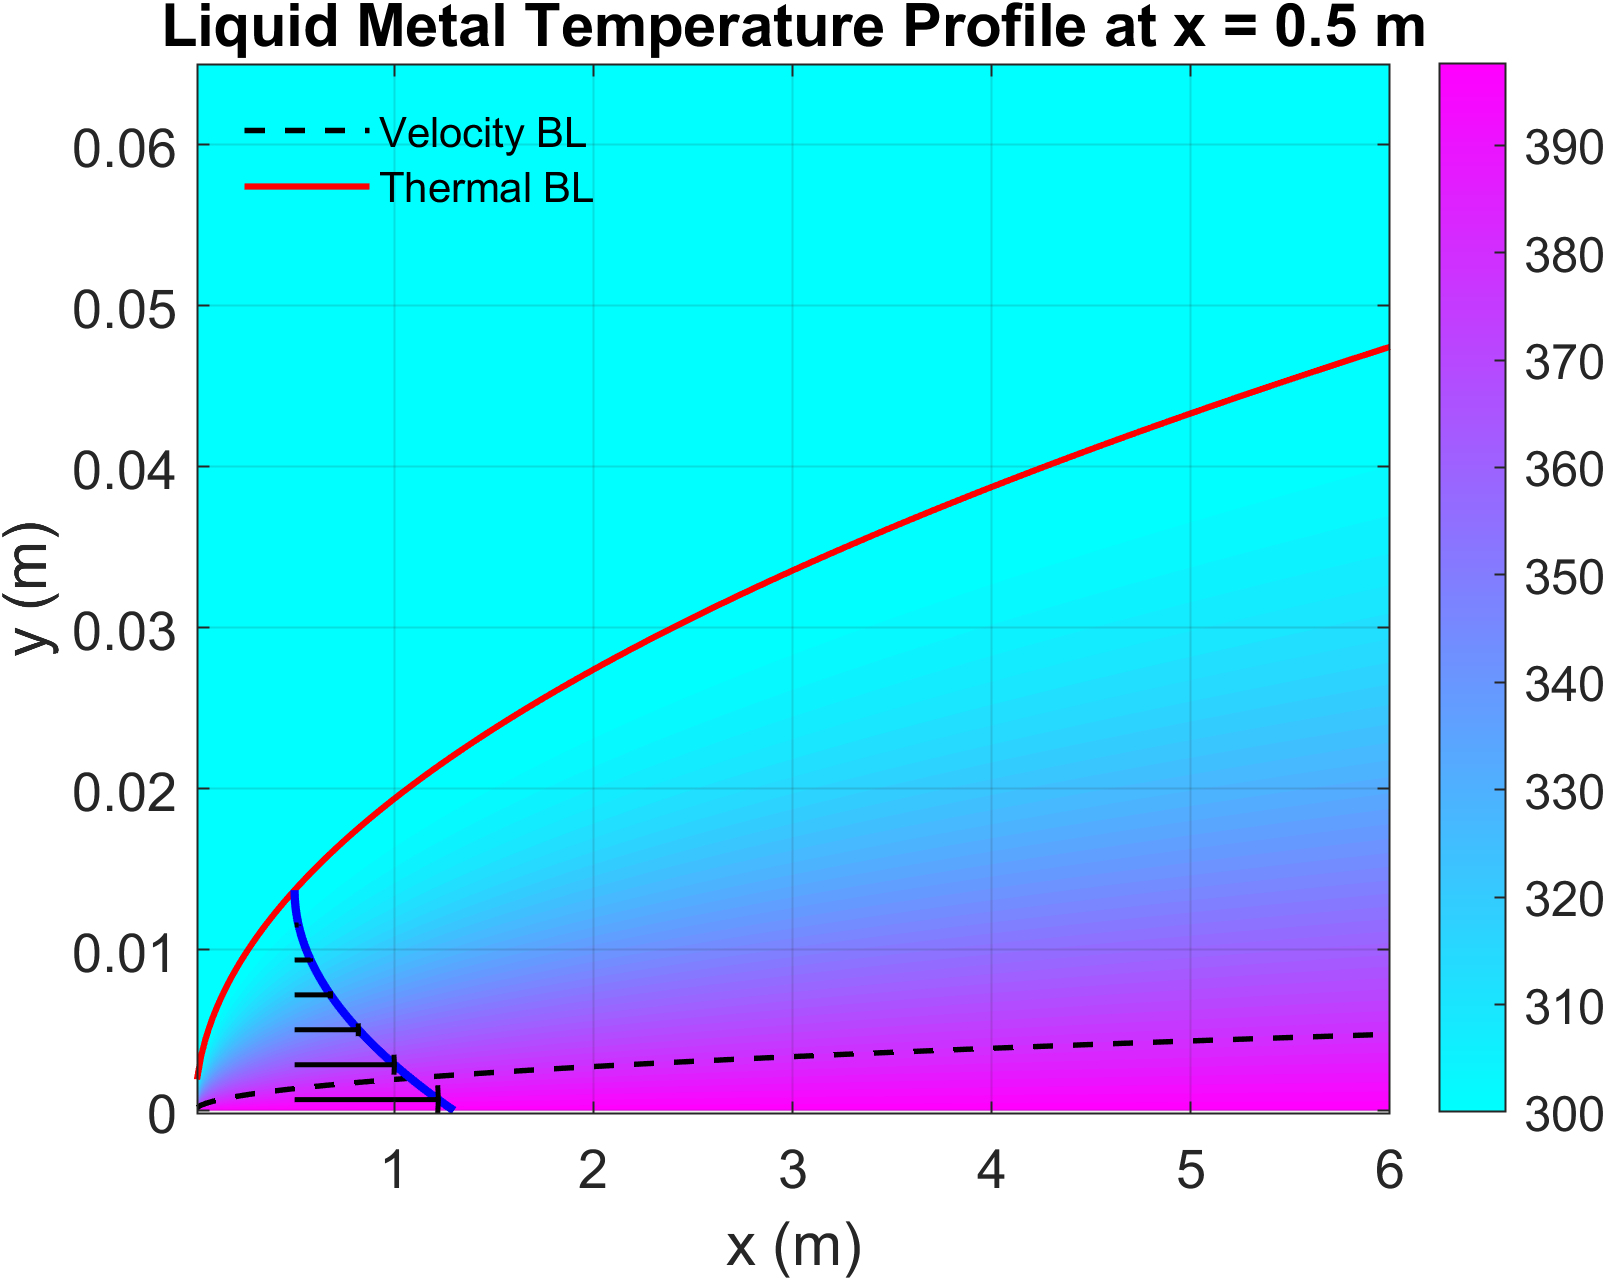 Liquid Metal Temperature Profile at x = 0.5 m
Velocity BL
Thermal BL
0.06
0.05
0.04
0.03
0.02
0.01
0
y (m)
1 2 3 4 5 6
x (m)
390
380
370
360
350
340
330
320
310
300